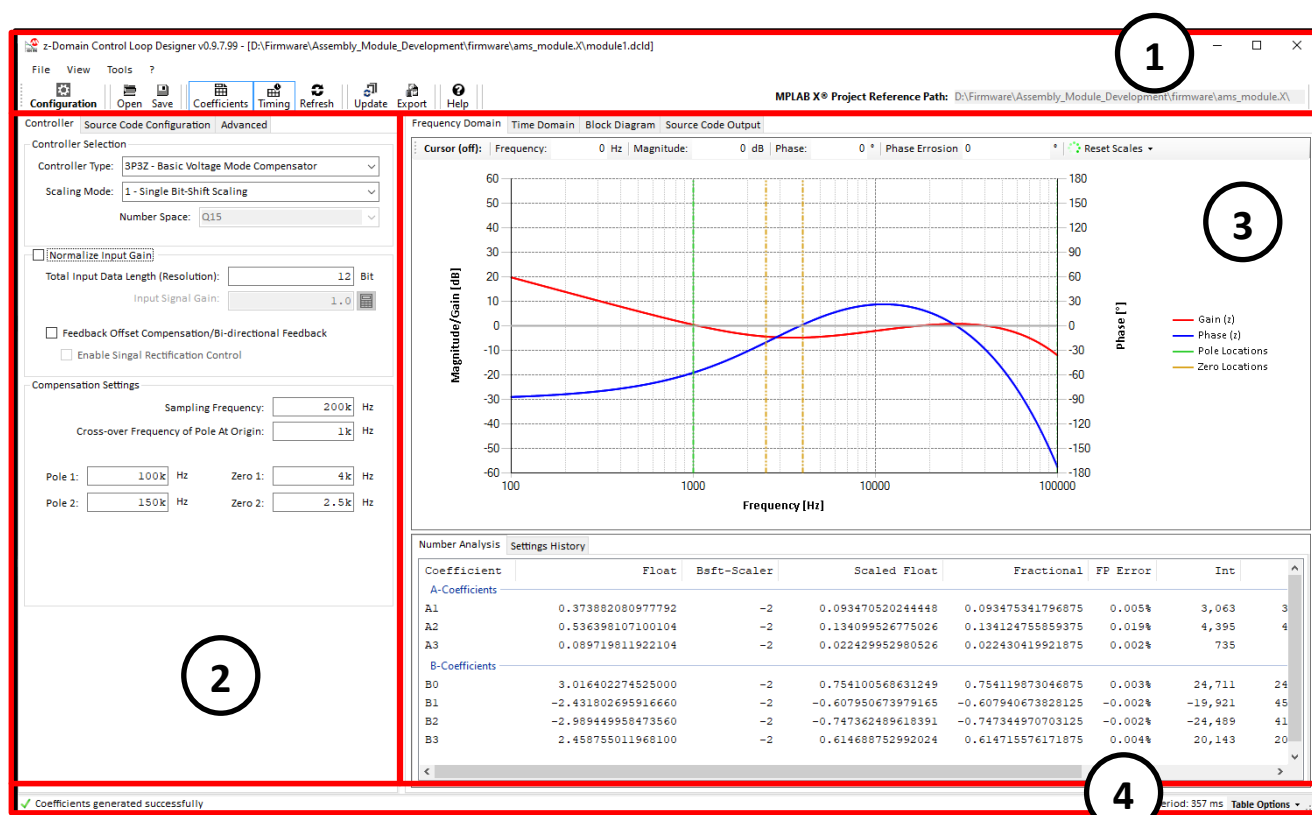 z-Domain Control Loop Designer v0.9.7.99 - [D:\Firmware\Assembly_Module_Development\firmware\ams_module.X\module1.dcld]
1
File View Tools ?
Configuration Open Save Coefficients Timing Refresh Update Export Help
MPLAB X® Project Reference Path: D:\Firmware\Assembly_Module_Development\firmware\ams_module.X\
Controller Source Code Configuration Advanced
Controller Selection
Controller Type: 3P3Z - Basic Voltage Mode Compensator
Scaling Mode: 1 - Single Bit-Shift Scaling
Number Space: Q15
Normalize Input Gain
Total Input Data Length (Resolution): 12 Bit
Input Signal Gain: 1.0
Feedback Offset Compensation/Bi-directional Feedback
Enable Singal Rectification Control
Compensation Settings
Sampling Frequency: 200k Hz
Cross-over Frequency of Pole At Origin: 1k Hz
Pole 1: 100k Hz Zero 1: 4k Hz
Pole 2: 150k Hz Zero 2: 2.5k Hz
2
Frequency Domain Time Domain Block Diagram Source Code Output
Cursor (off): Frequency: 0 Hz Magnitude: 0 dB Phase: 0 ° Phase Errosion 0 ° Reset Scales
3
Magnitude/Gain [dB]
60
50
40
30
20
10
0
-10
-20
-30
-40
-50
-60
180
150
120
90
60
30
0
-30
-60
-90
-120
-150
-180
Phase [°]
100 1000 10000 100000
Frequency [Hz]
Gain (z)
Phase (z)
Pole Locations
Zero Locations
Number Analysis Settings History
Coefficient Float Bsft-Scaler Scaled Float Fractional FP Error Int
A-Coefficients
A1 0.373882080977792 -2 0.093470520244448 0.093475341796875 0.005% 3,063 3
A2 0.536398107100104 -2 0.134099526775026 0.134124755859375 0.019% 4,395 4
A3 0.089719811922104 -2 0.022429952980526 0.022430419921875 0.002% 735
B-Coefficients
B0 3.016402274525000 -2 0.754100568631249 0.754119873046875 0.003% 24,711 24
B1 -2.431802695916660 -2 -0.607950673979165 -0.607940673828125 -0.002% -19,921 45
B2 -2.989449958473560 -2 -0.747362489618391 -0.747344970703125 -0.002% -24,489 41
B3 2.458755011968100 -2 0.614688752992024 0.614715576171875 0.004% 20,143 20
4
Coefficients generated successfully
eriod: 357 ms Table Options